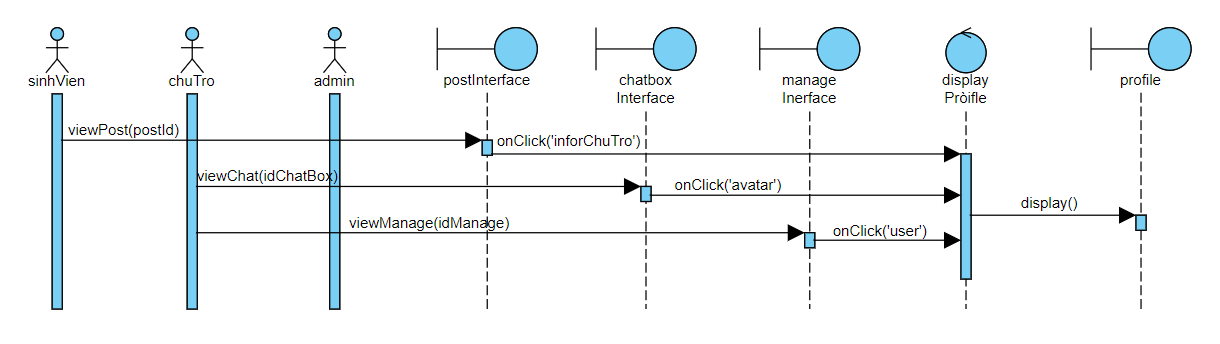 sinhVien
chuTro
admin
postInterface
chatbox
Interface
manage
Inerface
display
Pròifle
profile
viewPost(postId)
onClick('inforChuTro')
viewChat(idChatBox)
onClick('avatar')
display()
viewManage(idManage)
onClick('user')